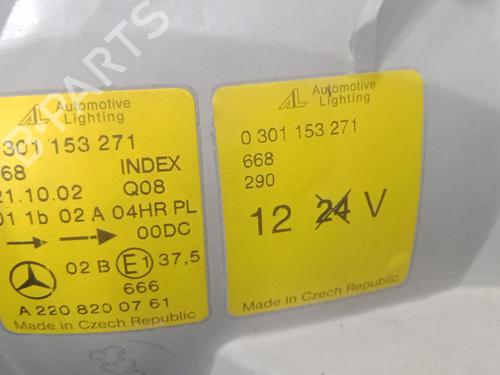 B-PARTS
Automotive
Lighting
301 153 271
68 INDEX
21.10.02 Q08
01 1b 02 A 04HR PL
00DC
02 B E1 37,5
666
A 220 820 07 61
Made in Czech Republic
Automotive
Lighting
0 301 153 271
668
290
12 24 V
Made in Czech Republic